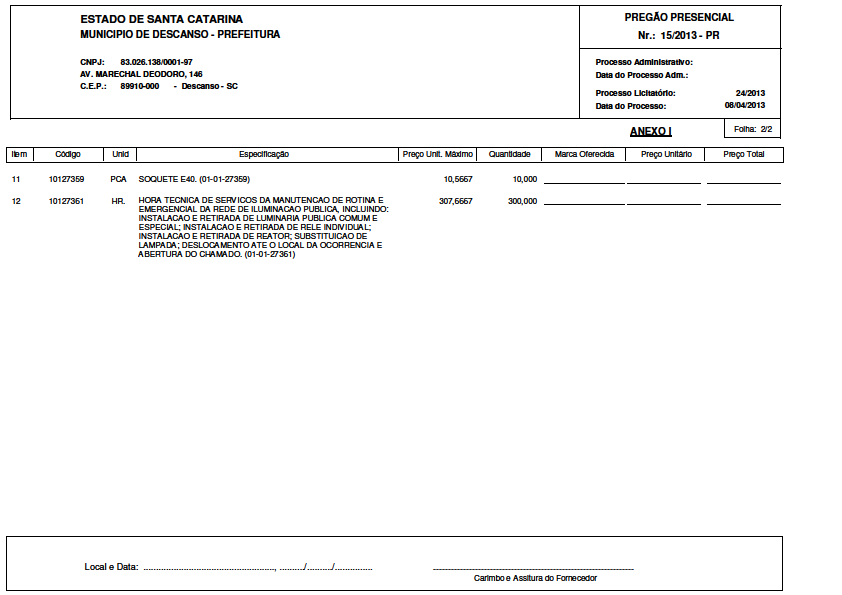 ESTADO DE SANTA CATARINA
MUNICIPIO DE DESCANSO - PREFEITURA
CNPJ: 83.026.138/0001-97
AV. MARECHAL DEODORO, 146
C.E.P.: 89910-000 - Descanso - SC
PREGÃO PRESENCIAL
Nr.: 15/2013 - PR
Processo Administrativo:
Data do Processo Adm.:
Processo Licitatório: 24/2013
Data do Processo: 08/04/2013
ANEXO I
Folha: 2/2
Item Código Unid Especificação Preço Unit. Máximo Quantidade Marca Oferecida Preço Unitário Preço Total
11 10127359 PCA SOQUETE E40. (01-01-27359) 10,5667 10,000
12 10127361 HR. HORA TECNICA DE SERVICOS DA MANUTENCAO DE ROTINA E 307,6667 300,000
EMERGENCIAL DA REDE DE ILUMINACAO PUBLICA, INCLUINDO:
INSTALACAO E RETIRADA DE LUMINARIA PUBLICA COMUM E
ESPECIAL; INSTALACAO E RETIRADA DE RELE INDIVIDUAL;
INSTALACAO E RETIRADA DE REATOR; SUBSTITUICAO DE
LAMPADA; DESLOCAMENTO ATE O LOCAL DA OCORRENCIA E
ABERTURA DO CHAMADO. (01-01-27361)
Local e Data: ......................................................, ........../........../...............
Carimbo e Assitura do Fornecedor